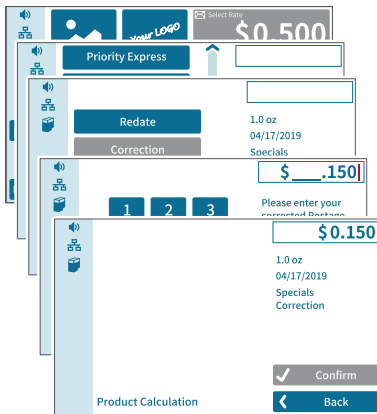 Your LOGO
Select Rate
$0.500
Priority Express
Redate
Correction
1.0 oz
04/17/2019
Specials
$ ___.150
1 2 3
Please enter your
corrected Postage
$0.150
1.0 oz
04/17/2019
Specials
Correction
Confirm
Product Calculation
Back